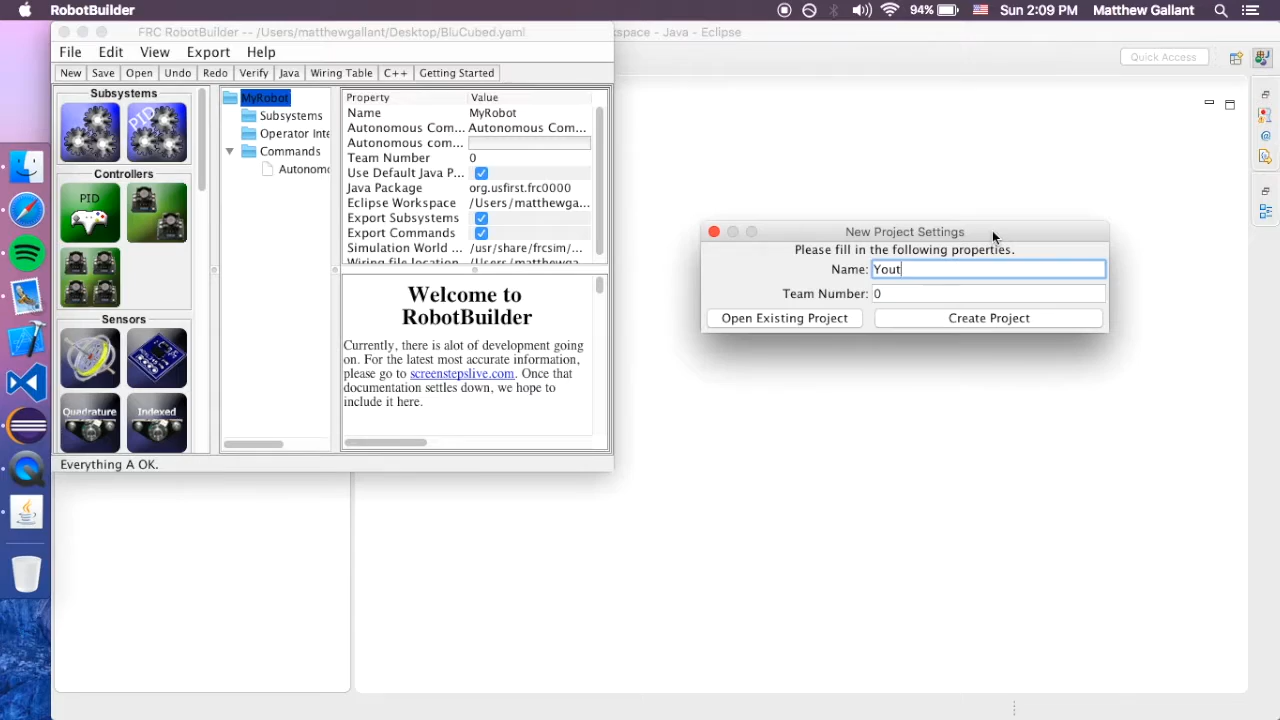 RobotBuilder
94%
Sun 2:09 PM
Matthew Gallant
FRC RobotBuilder -- /Users/matthewgallant/Desktop/BluCubed.yaml
kspace - Java - Eclipse
File Edit View Export Help
New Save Open Undo Redo Verify Java Wiring Table C++ Getting Started
Quick Access
Subsystems
PID
Controllers
PID
Sensors
Quadrature
Indexed
MyRobot
Subsystems
Operator Inte
Commands
Autonomo
Property Value
Name MyRobot
Autonomous Com... Autonomous Com...
Autonomous com...
Team Number 0
Use Default Java P...
Java Package org.usfirst.frc0000
Eclipse Workspace /Users/matthewga...
Export Subsystems
Export Commands
Simulation World ... /usr/share/frcsim/...
Wiring file location /Users/matthewga
Welcome to
RobotBuilder
Currently, there is alot of development going
on. For the latest most accurate information,
please go to screenstepslive.com. Once that
documentation settles down, we hope to
include it here.
Everything A OK.
New Project Settings
Please fill in the following properties.
Name: Yout
Team Number: 0
Open Existing Project Create Project